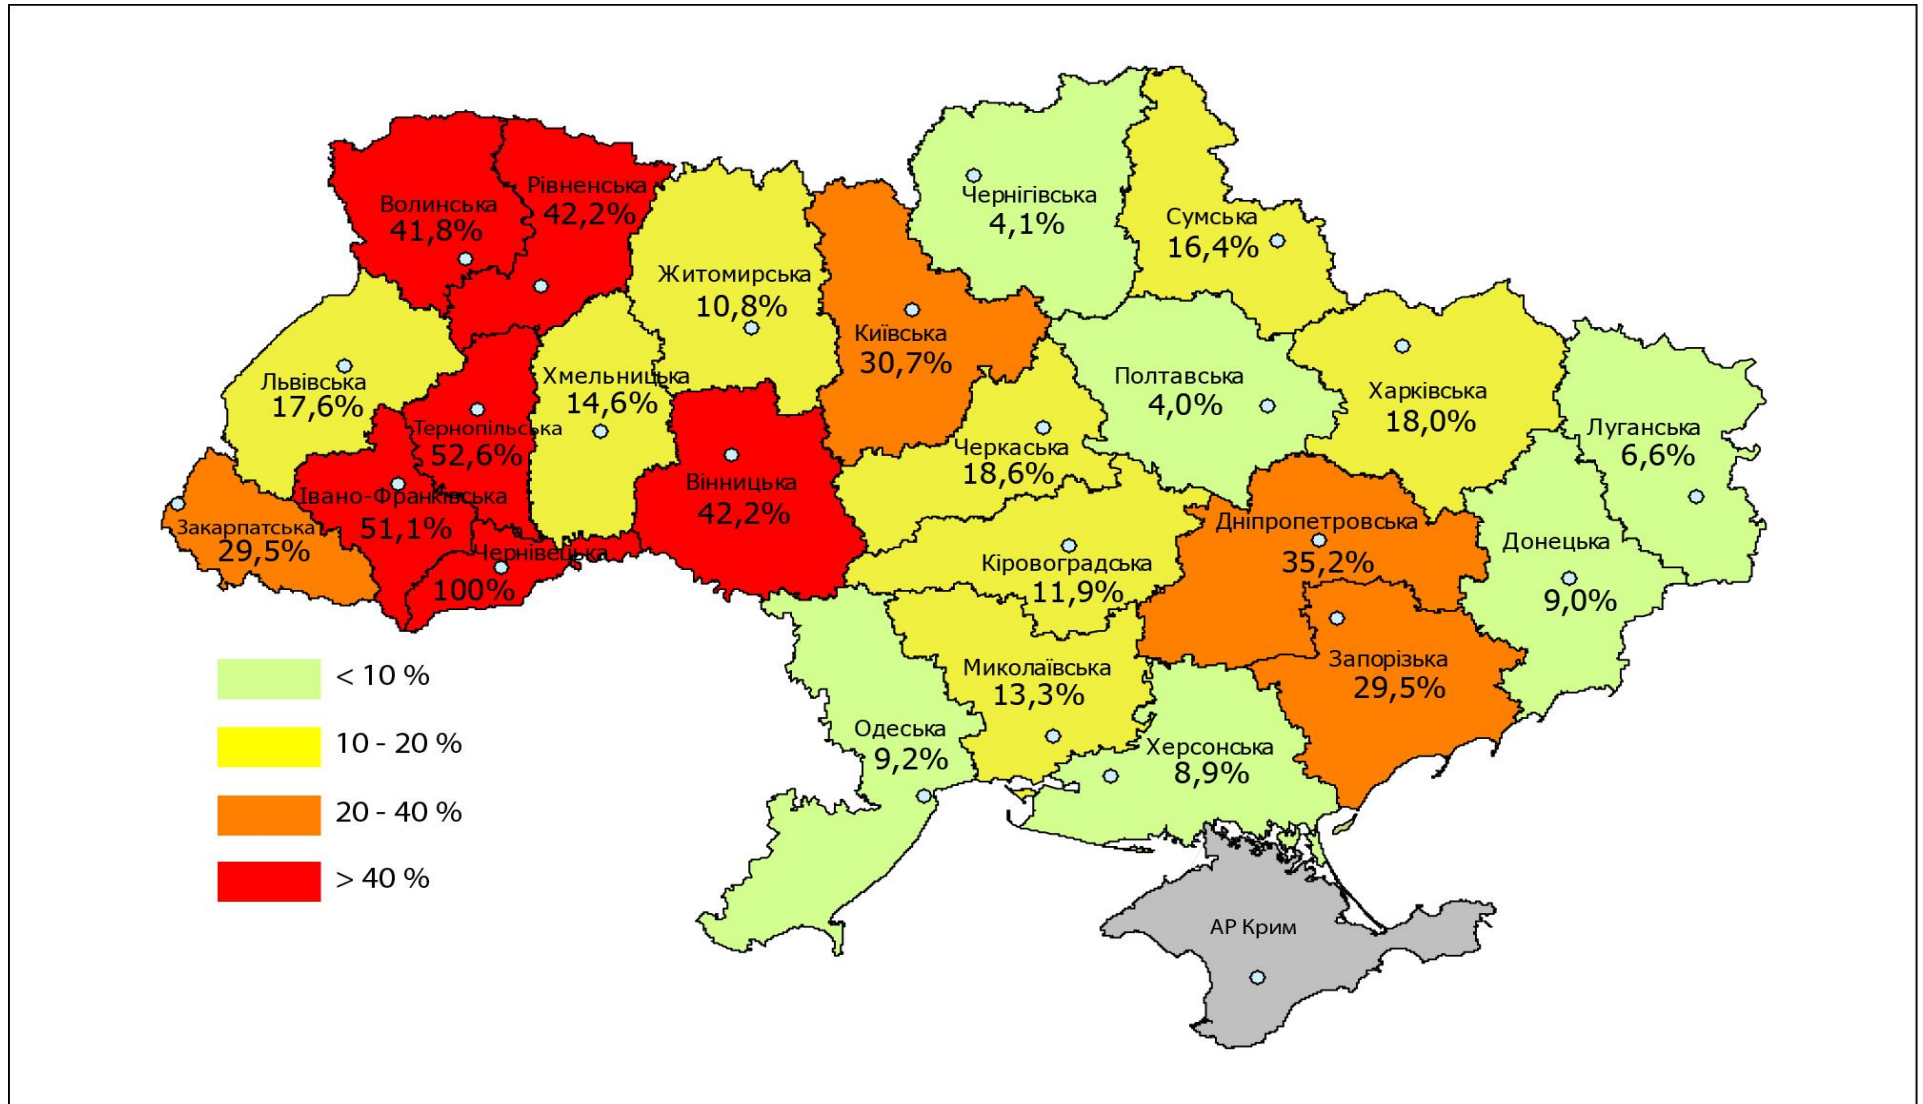 Волинська
41,8%
Рівненська
42,2%
Житомирська
10,8%
Київська
30,7%
Чернігівська
4,1%
Сумська
16,4%
Львівська
17,6%
Тернопільська
52,6%
Хмельницька
14,6%
Вінницька
42,2%
Черкаська
18,6%
Полтавська
4,0%
Харківська
18,0%
Луганська
6,6%
Закарпатська
29,5%
Івано-Франківська
51,1%
Чернівецька
100%
Кіровоградська
11,9%
Дніпропетровська
35,2%
Донецька
9,0%
Одеська
9,2%
Миколаївська
13,3%
Херсонська
8,9%
Запорізька
29,5%
АР Крим
< 10 %
10 - 20 %
20 - 40 %
> 40 %